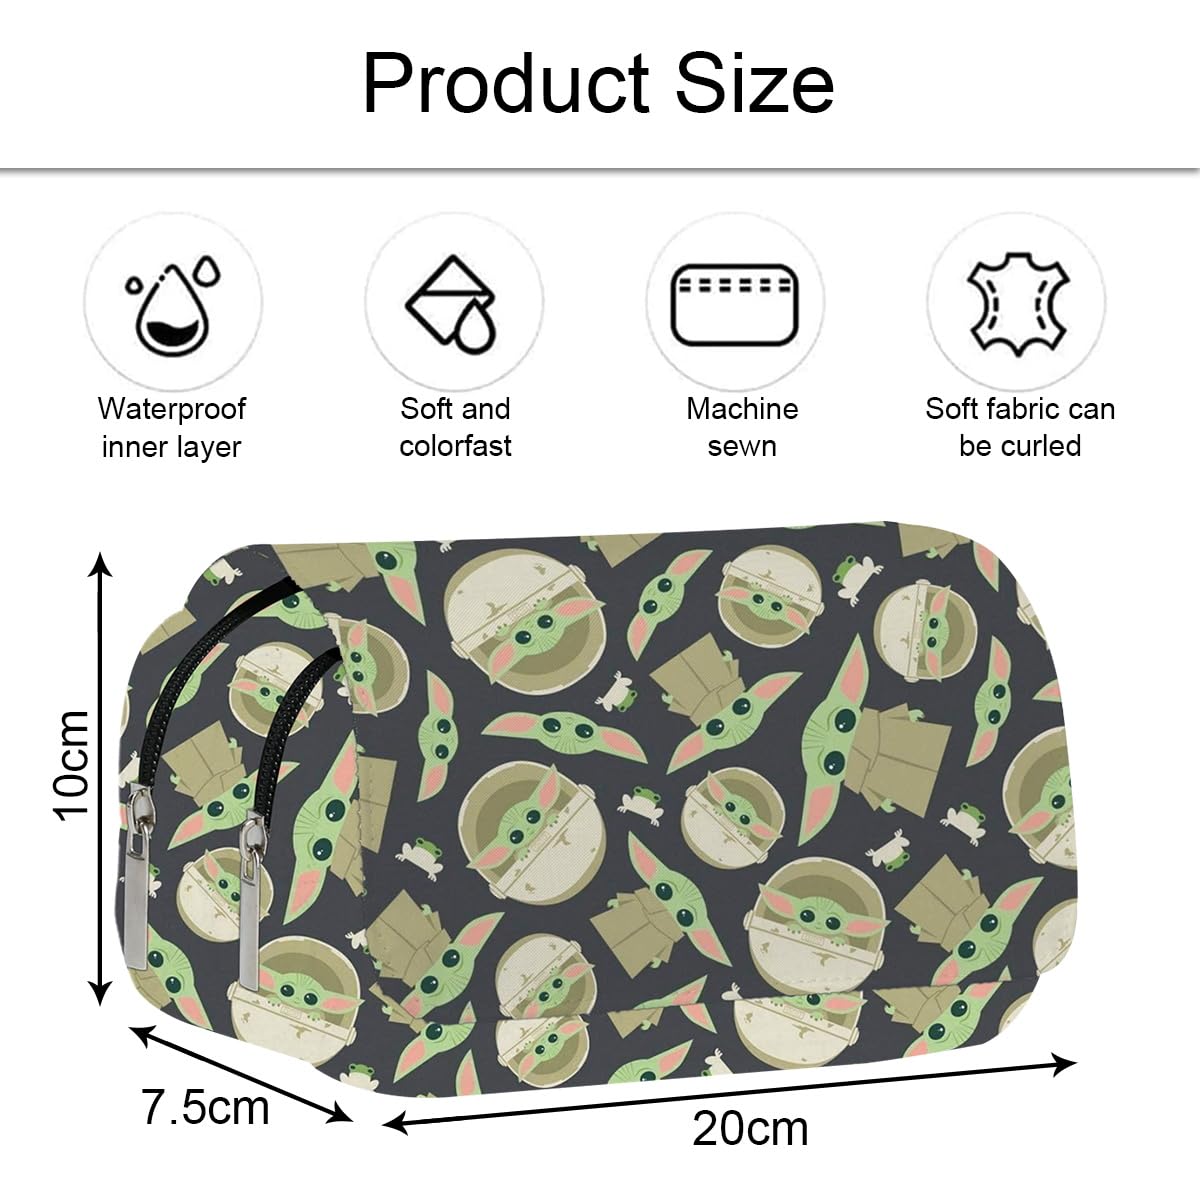 Product Size
Waterproof
inner layer
Soft and
colorfast
Machine
sewn
Soft fabric can
be curled
10cm
7.5cm
20cm